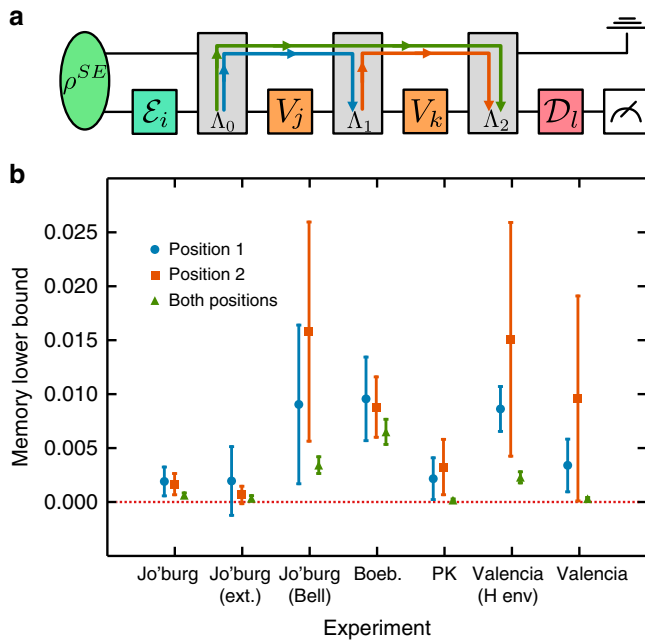 a
ρ^SE
ℰ_i Λ_0 V_j Λ_1 V_k Λ_2 𝒟_l
b
0.025
0.020
0.015
0.010
0.005
0.000
Memory lower bound
Position 1
Position 2
Both positions
Jo'burg
Jo'burg
(ext.)
Jo'burg
(Bell)
Boeb.
PK
Valencia
(H env)
Valencia
Experiment